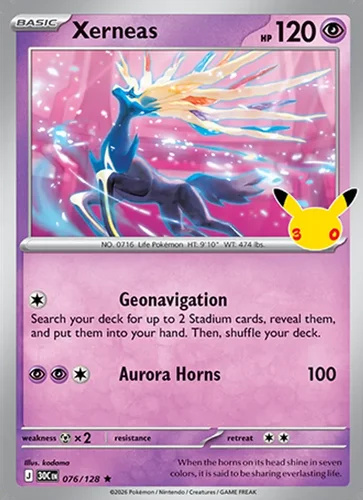 BASIC
Xerneas
HP 120
30
NO. 0716 Life Pokémon HT: 9'10" WT: 474 lbs.
Geonavigation
Search your deck for up to 2 Stadium cards, reveal them,
and put them into your hand. Then, shuffle your deck.
Aurora Horns 100
weakness ×2 resistance retreat
Illus. kodama
When the horns on its head shine in seven
J 30C EN 076/128 ★ colors, it is said to be sharing everlasting life.
©2026 Pokémon / Nintendo / Creatures / GAME FREAK